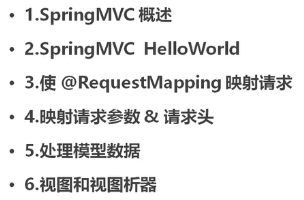 • 1.SpringMVC 概述
• 2.SpringMVC HelloWorld
• 3.使 @RequestMapping 映射请求
• 4.映射请求参数 & 请求头
• 5.处理模型数据
• 6.视图和视图折器